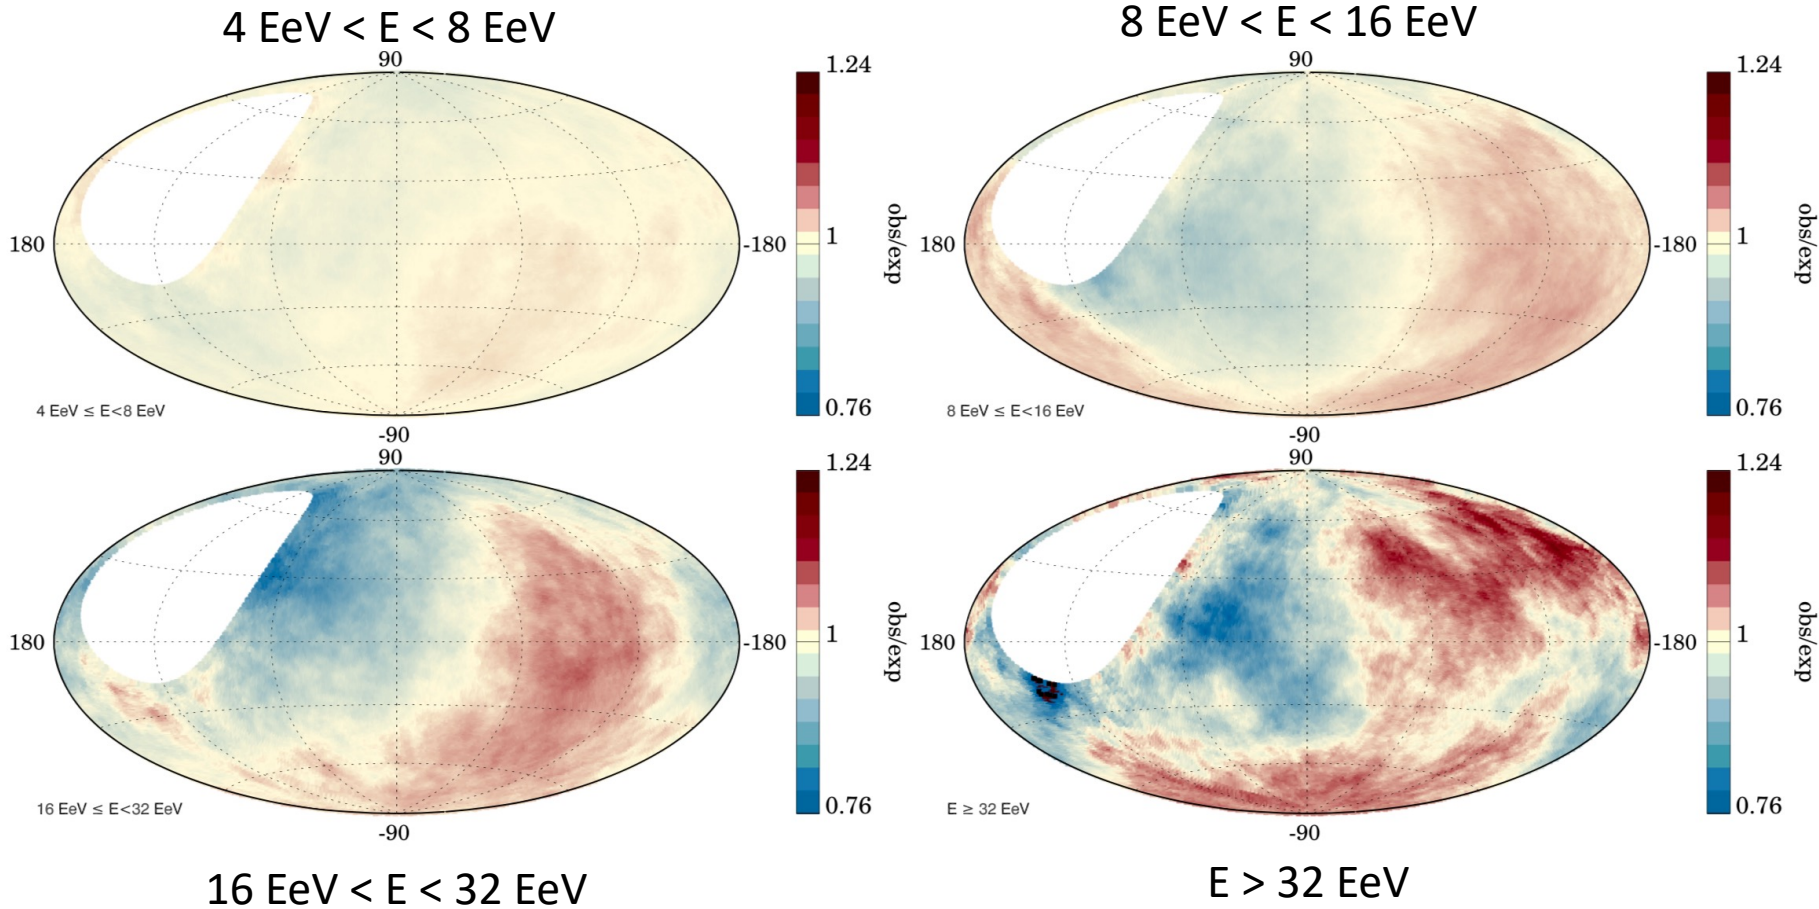 4 EeV < E < 8 EeV
90
1.24
180
-180
1
obs/exp
0.76
4 EeV ≤ E<8 EeV
-90
8 EeV < E < 16 EeV
90
1.24
180
-180
1
obs/exp
0.76
8 EeV ≤ E<16 EeV
-90
90
1.24
180
-180
1
obs/exp
0.76
16 EeV ≤ E<32 EeV
-90
16 EeV < E < 32 EeV
90
1.24
180
-180
1
obs/exp
0.76
E ≥ 32 EeV
-90
E > 32 EeV